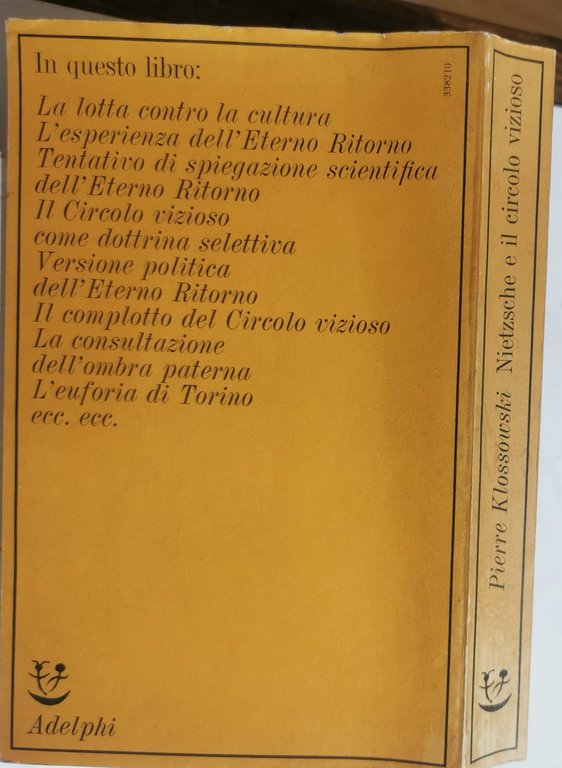 In questo libro:
La lotta contro la cultura
L'esperienza dell'Eterno Ritorno
Tentativo di spiegazione scientifica
dell'Eterno Ritorno
Il Circolo vizioso
come dottrina selettiva
Versione politica
dell'Eterno Ritorno
Il complotto del Circolo vizioso
La consultazione
dell'ombra paterna
L'euforia di Torino
ecc. ecc.
Adelphi
338210
Pierre Klossowski Nietzsche e il circolo vizioso